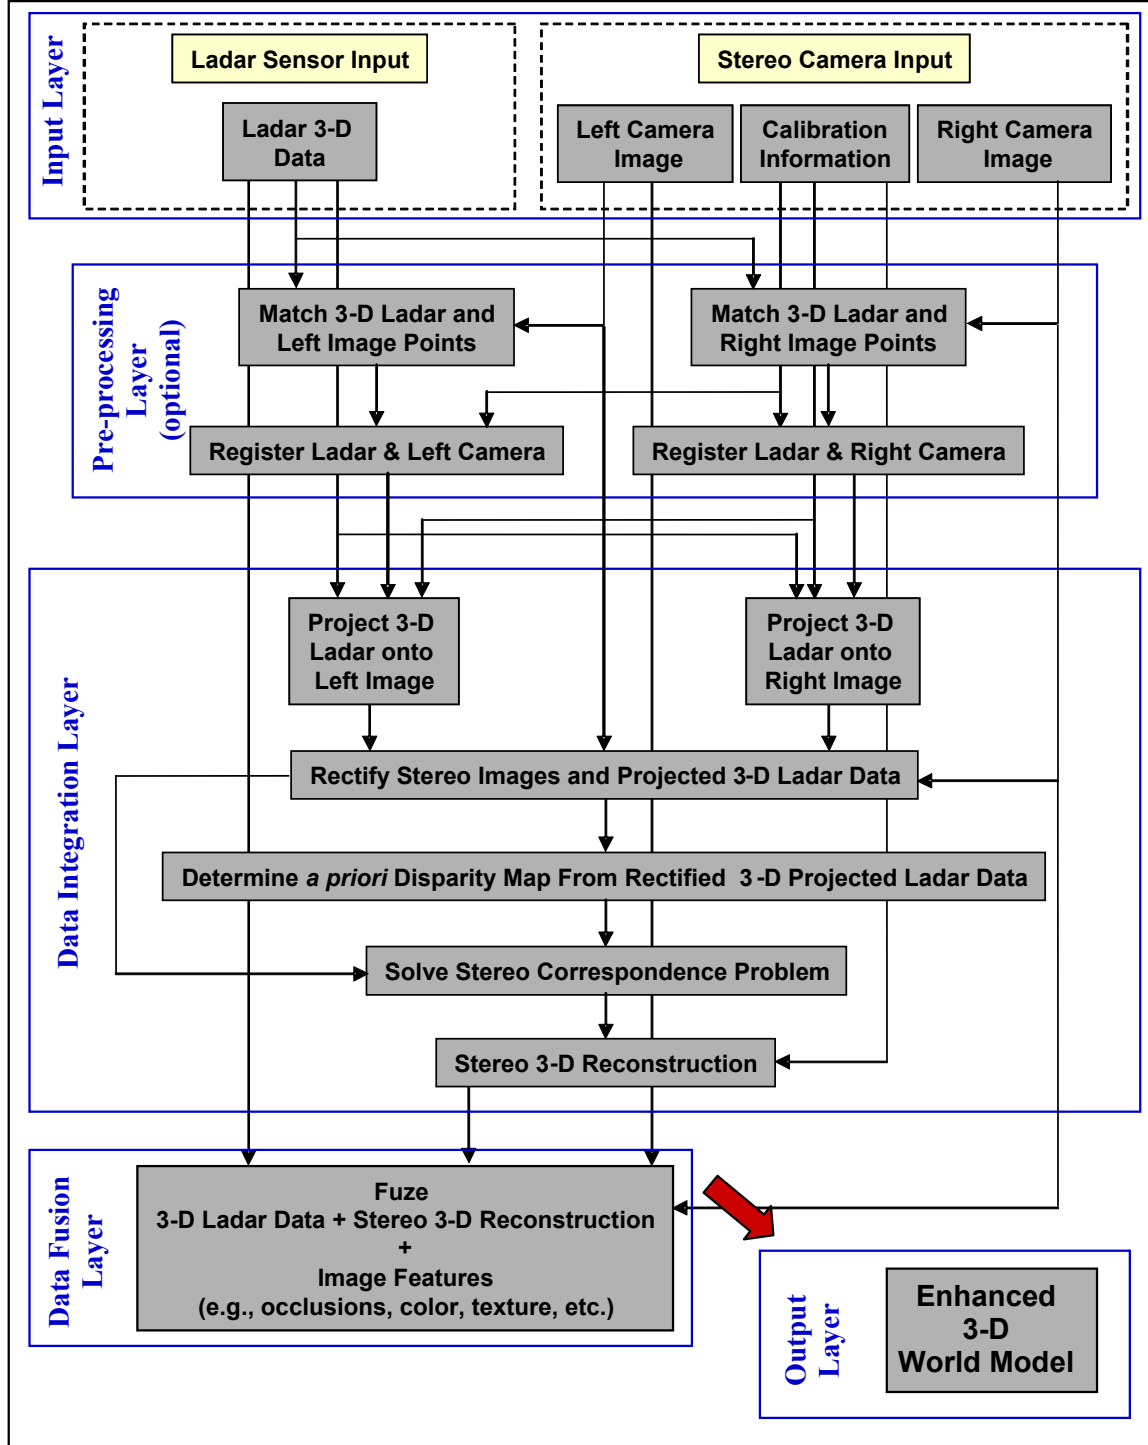 Input Layer
Ladar Sensor Input
Stereo Camera Input
Ladar 3-D
Data
Left Camera
Image
Calibration
Information
Right Camera
Image
Pre-processing
Layer
(optional)
Match 3-D Ladar and
Left Image Points
Match 3-D Ladar and
Right Image Points
Register Ladar & Left Camera
Register Ladar & Right Camera
Data Integration Layer
Project 3-D
Ladar onto
Left Image
Project 3-D
Ladar onto
Right Image
Rectify Stereo Images and Projected 3-D Ladar Data
Determine a priori Disparity Map From Rectified 3-D Projected Ladar Data
Solve Stereo Correspondence Problem
Stereo 3-D Reconstruction
Data Fusion
Layer
Fuze
3-D Ladar Data + Stereo 3-D Reconstruction
+
Image Features
(e.g., occlusions, color, texture, etc.)
Output
Layer
Enhanced
3-D
World Model